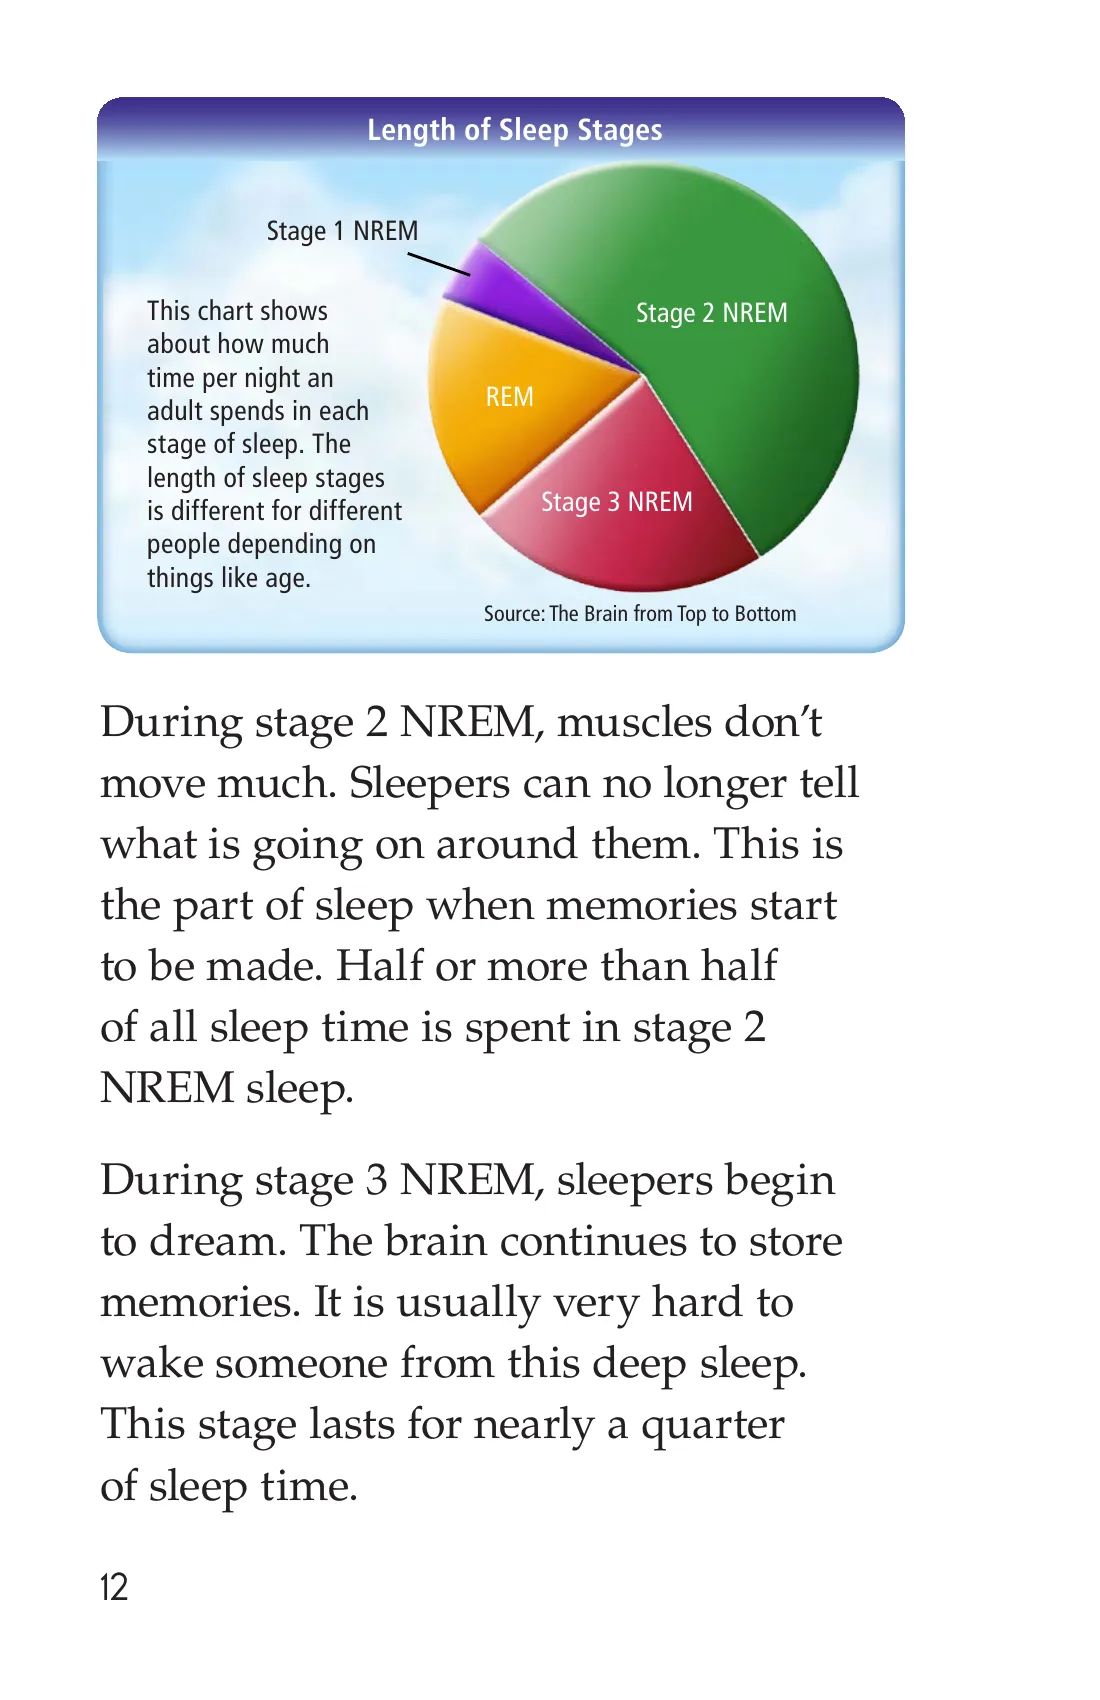 Length of Sleep Stages
Stage 1 NREM
This chart shows
about how much
time per night an
adult spends in each
stage of sleep. The
length of sleep stages
is different for different
people depending on
things like age.
Stage 2 NREM
REM
Stage 3 NREM
Source: The Brain from Top to Bottom
During stage 2 NREM, muscles don’t
move much. Sleepers can no longer tell
what is going on around them. This is
the part of sleep when memories start
to be made. Half or more than half
of all sleep time is spent in stage 2
NREM sleep.
During stage 3 NREM, sleepers begin
to dream. The brain continues to store
memories. It is usually very hard to
wake someone from this deep sleep.
This stage lasts for nearly a quarter
of sleep time.
12